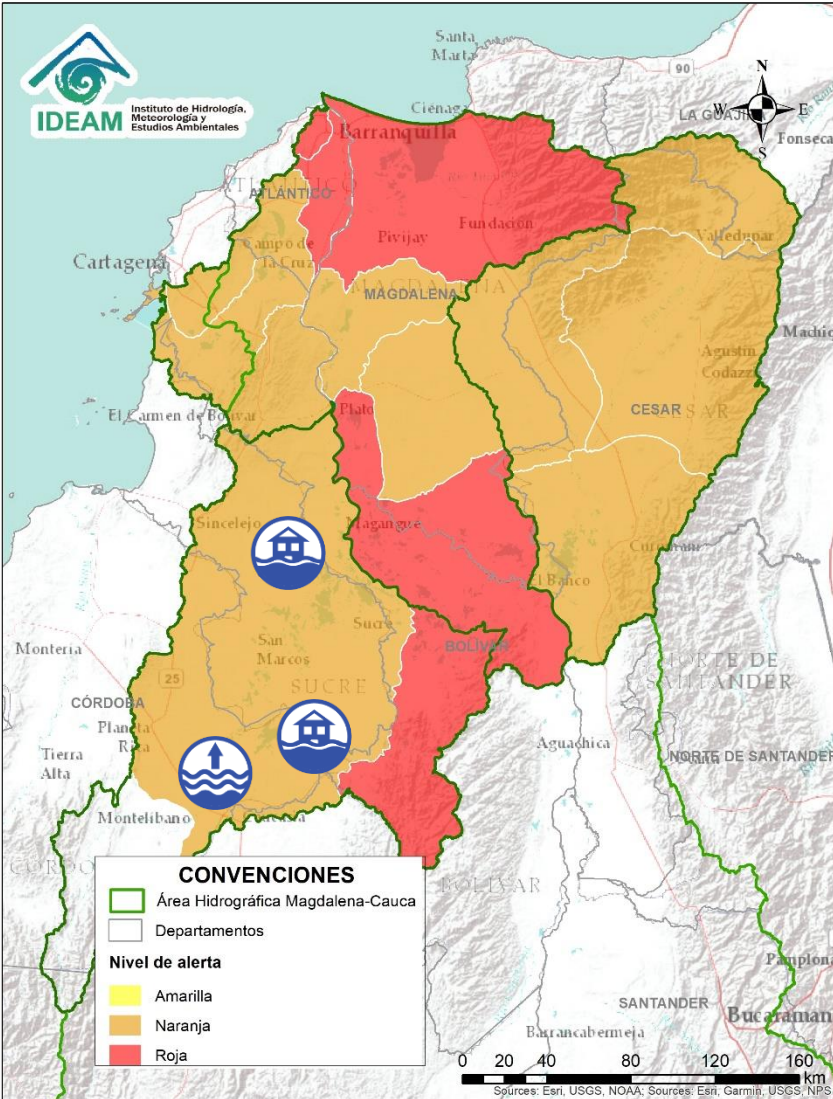 Santa
Marta
90
N
W
E
S
IDEAM
Instituto de Hidrología,
Meteorología y
Estudios Ambientales
Ciénaga
LA GUAJIRA
Fonseca
Barranquilla
ATLÁNTICO
Fundación
Pivijay
Valledupar
Campo de
la Cruz
Cartagena
MAGDALENA
MAGDALENA
Agustín
Codazzi
El Carmen de Bolívar
Plato
CESAR
CESAR
Sincelejo
Magangué
El Banco
Sucre
San
Marcos
BOLÍVAR
Montería
25
SUCRE
NORTE DE
SANTANDER
CÓRDOBA
Planeta
Rica
Tierra
Alta
Aguachica
NORTE DE SANTANDER
Montelíbano
BOLÍVAR
CONVENCIONES
Área Hidrográfica Magdalena-Cauca
Departamentos
Nivel de alerta
Amarilla
Naranja
Roja
Pamplona
SANTANDER
Bucaraman
Barrancabermeja
0 20 40 80 120 160
km
Sources: Esri, USGS, NOAA; Sources: Esri, Garmin, USGS, NPS